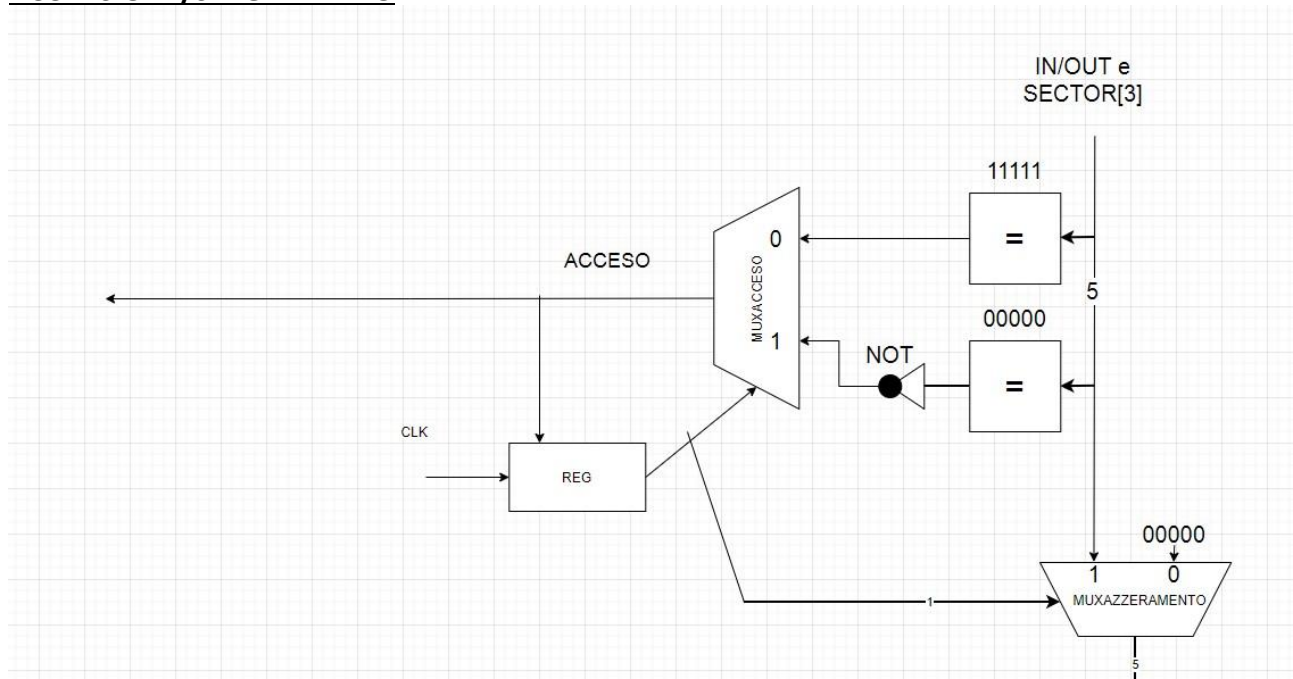 IN/OUT e
SECTOR[3]
11111
=
0
ACCESO
MUXACCESO
5
00000
NOT
1
=
CLK
REG
00000
1
0
MUXAZZERAMENTO
1
5